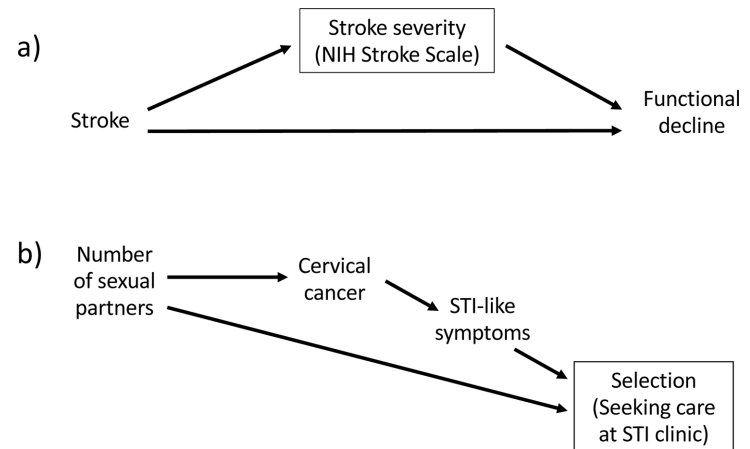 a)
Stroke severity
(NIH Stroke Scale)
Stroke
Functional
decline
b)
Number
of sexual
partners
Cervical
cancer
STI-like
symptoms
Selection
(Seeking care
at STI clinic)